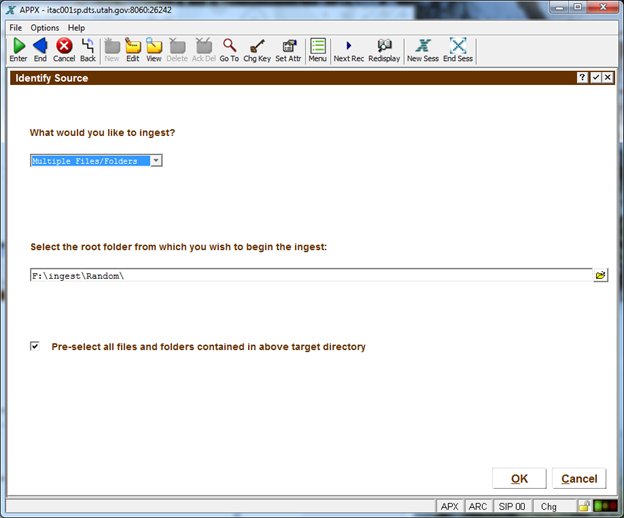 APPX - itac001sp.dts.utah.gov:8060:26242
File Options Help
Enter End Cancel Back New Edit View Delete Ack Del Go To Chg Key Set Attr Menu Next Rec Redisplay New Sess End Sess
Identify Source
What would you like to ingest?
Multiple Files/Folders
Select the root folder from which you wish to begin the ingest:
F:\ingest\Random\
Pre-select all files and folders contained in above target directory
OK Cancel
APX ARC SIP 00 Chg